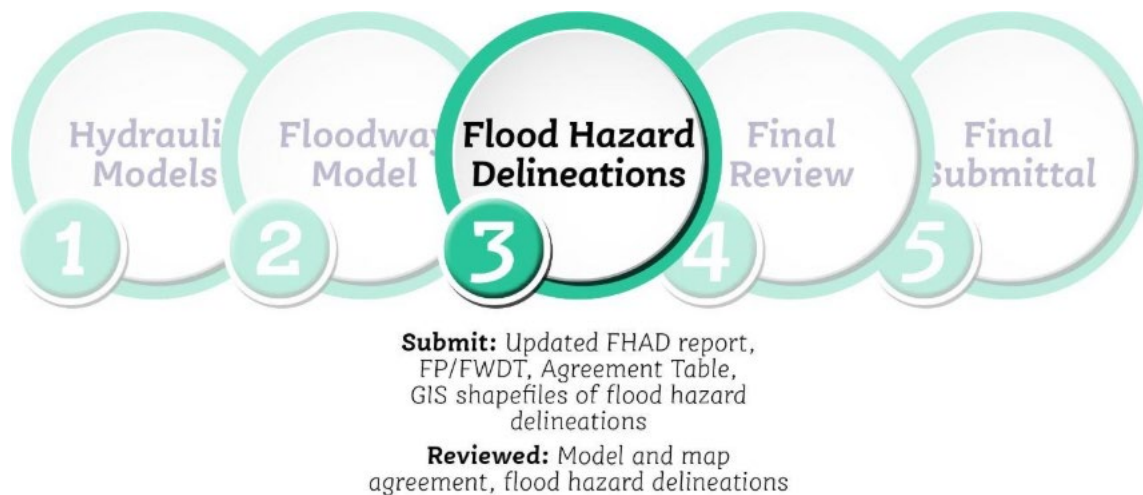 Hydrauli
Models
1
Floodwa
Model
2
Flood Hazard
Delineations
3
Final
Review
4
Final
Submittal
5
Submit: Updated FHAD report,
FP/FWDT, Agreement Table,
GIS shapefiles of flood hazard
delineations
Reviewed: Model and map
agreement, flood hazard delineations